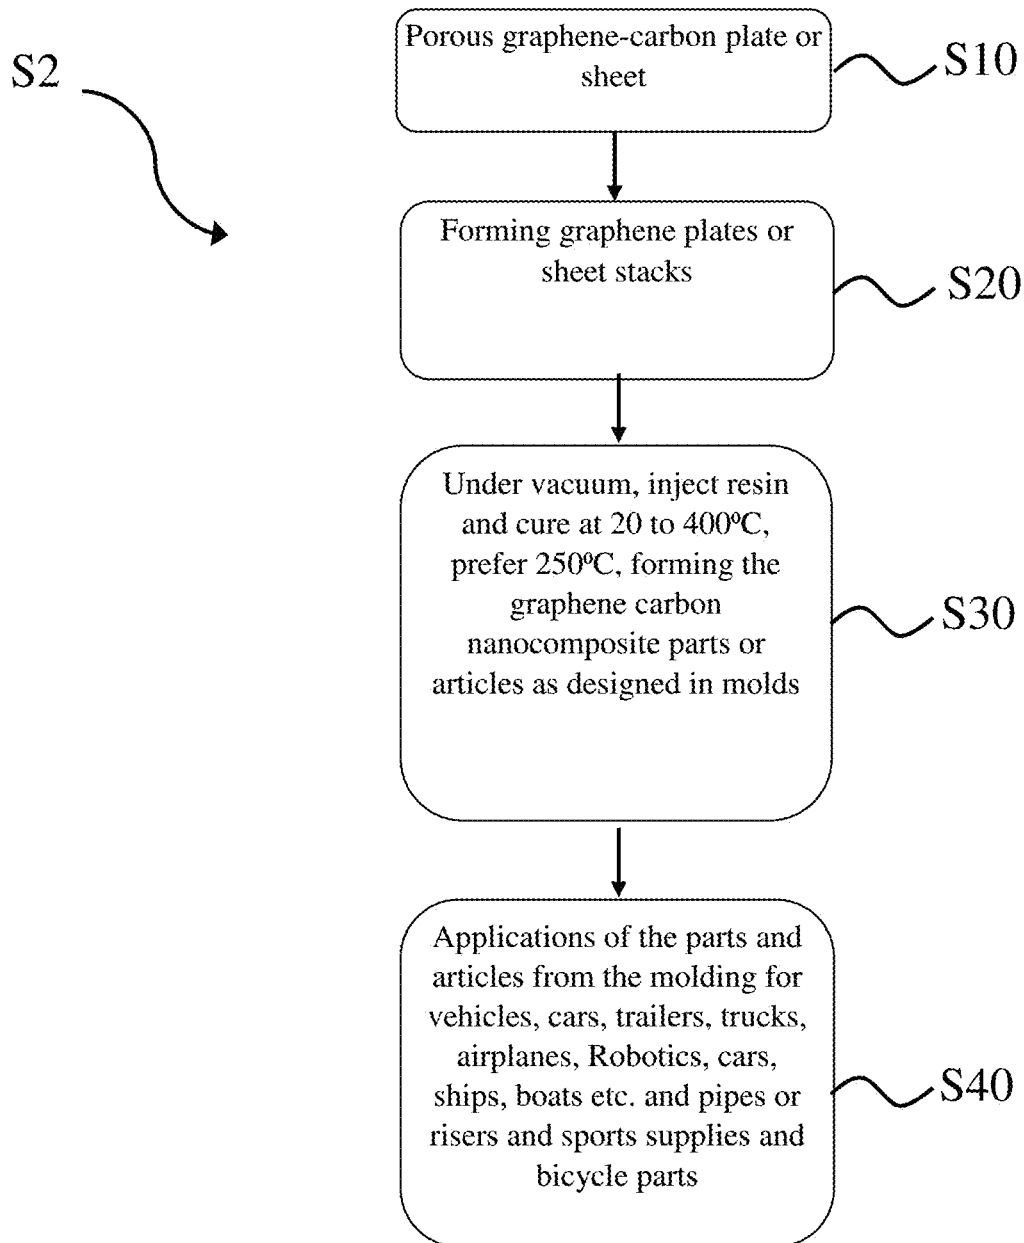 S2
Porous graphene-carbon plate or
sheet
S10
Forming graphene plates or
sheet stacks
S20
Under vacuum, inject resin
and cure at 20 to 400⁰C,
prefer 250⁰C, forming the
graphene carbon
nanocomposite parts or
articles as designed in molds
S30
Applications of the parts and
articles from the molding for
vehicles, cars, trailers, trucks,
airplanes, Robotics, cars,
ships, boats etc. and pipes or
risers and sports supplies and
bicycle parts
S40